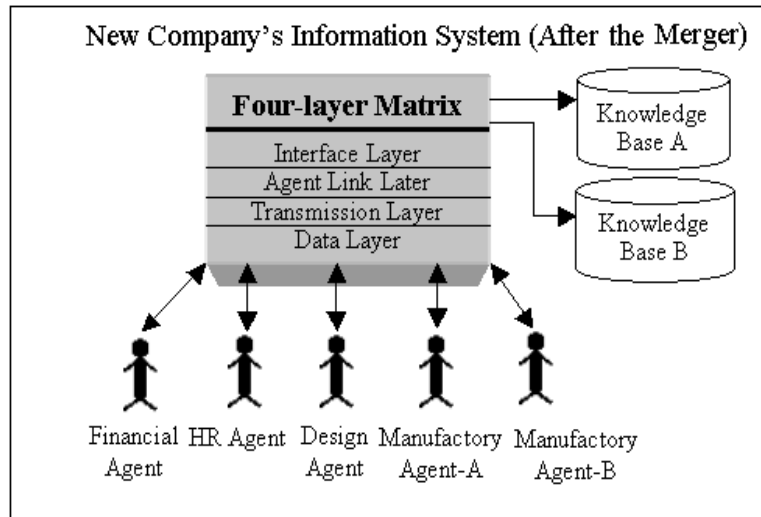 New Company's Information System (After the Merger)
Four-layer Matrix
Interface Layer
Agent Link Later
Transmission Layer
Data Layer
Knowledge
Base A
Knowledge
Base B
Financial
Agent
HR Agent
Design
Agent
Manufactory
Agent-A
Manufactory
Agent-B